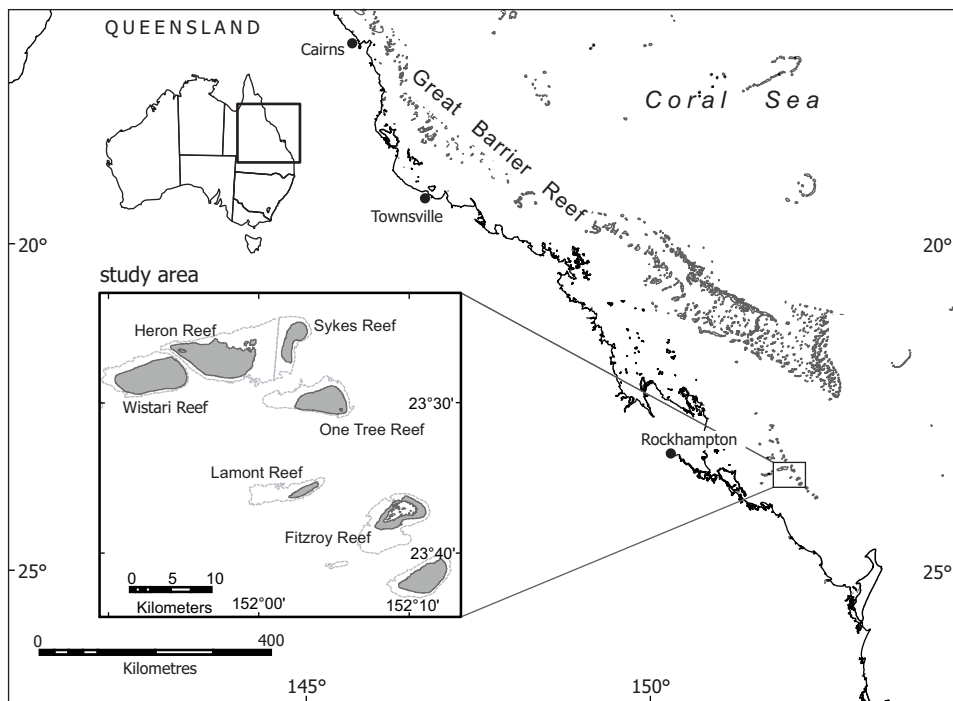 QUEENSLAND
Cairns
Great Barrier Reef
Coral Sea
Townsville
20°
20°
study area
Heron Reef
Sykes Reef
Wistari Reef
23°30'
One Tree Reef
Rockhampton
Lamont Reef
Fitzroy Reef
23°40'
0 5 10
Kilometers
152°00'
152°10'
25°
25°
0 400
Kilometres
145°
150°